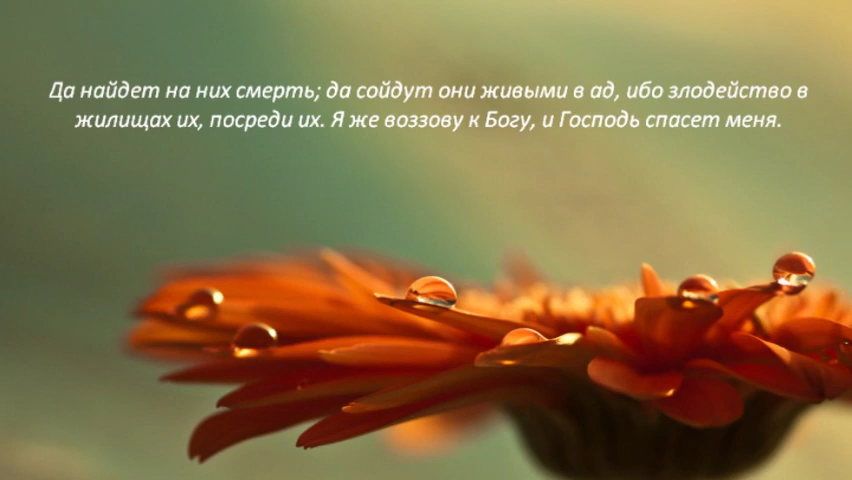 Да найдет на них смерть; да сойдут они живыми в ад, ибо злодейство в
жилищах их, посреди их. Я же воззову к Богу, и Господь спасет меня.